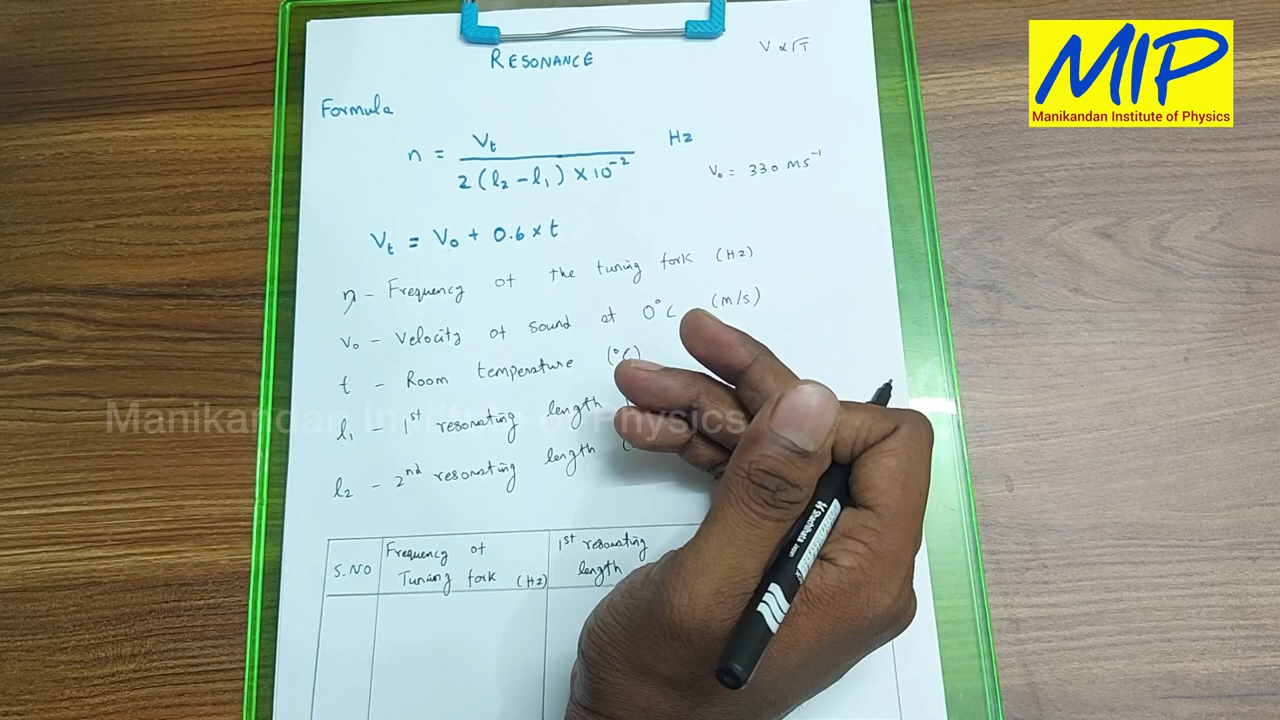 RESONANCE
V ∝ √T
MIP
Manikandan Institute of Physics
Formula
n = Vt / 2 (l2 - l1) × 10⁻² Hz
V0 = 330 ms⁻¹
Vt = V0 + 0.6 × t
n - Frequency of the tuning fork (Hz)
V0 - Velocity of sound at 0°C (m/s)
t - Room temperature (°C)
Manikandan Institute of Physics
l1 - 1st resonating length
l2 - 2nd resonating length (
S.NO
Frequency of
Tuning fork (Hz)
1st resonating
length